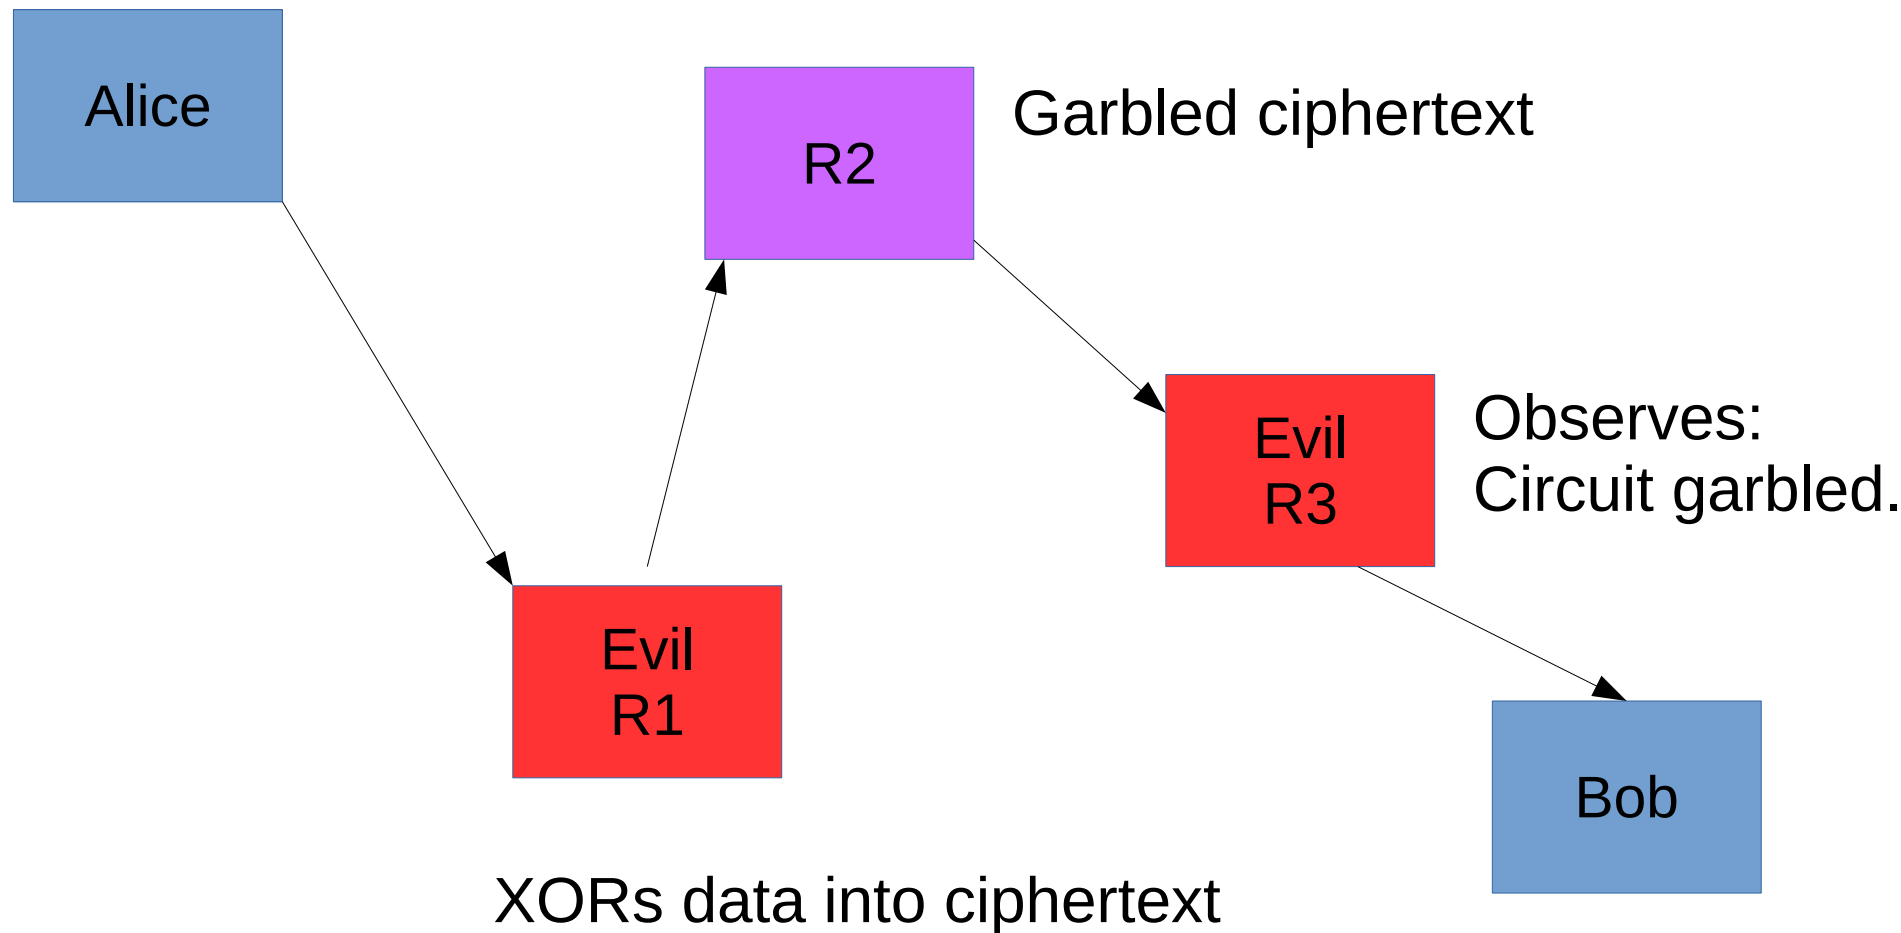 Alice
R2
Garbled ciphertext
Evil
R3
Observes:
Circuit garbled.
Evil
R1
Bob
XORs data into ciphertext